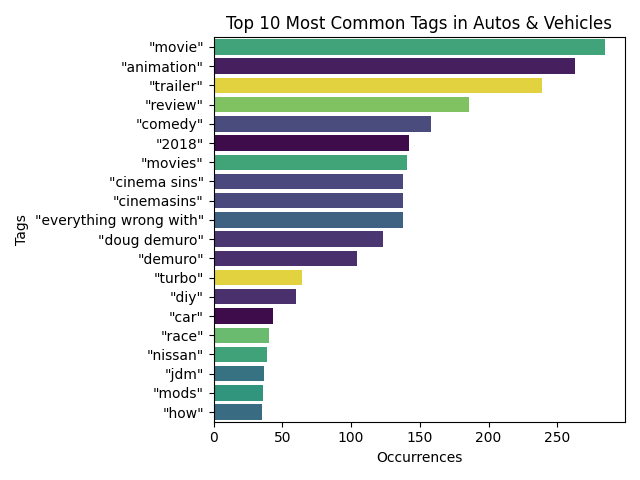 Top 10 Most Common Tags in Autos & Vehicles
Tags
"movie"
"animation"
"trailer"
"review"
"comedy"
"2018"
"movies"
"cinema sins"
"cinemasins"
"everything wrong with"
"doug demuro"
"demuro"
"turbo"
"diy"
"car"
"race"
"nissan"
"jdm"
"mods"
"how"
0 50 100 150 200 250
Occurrences